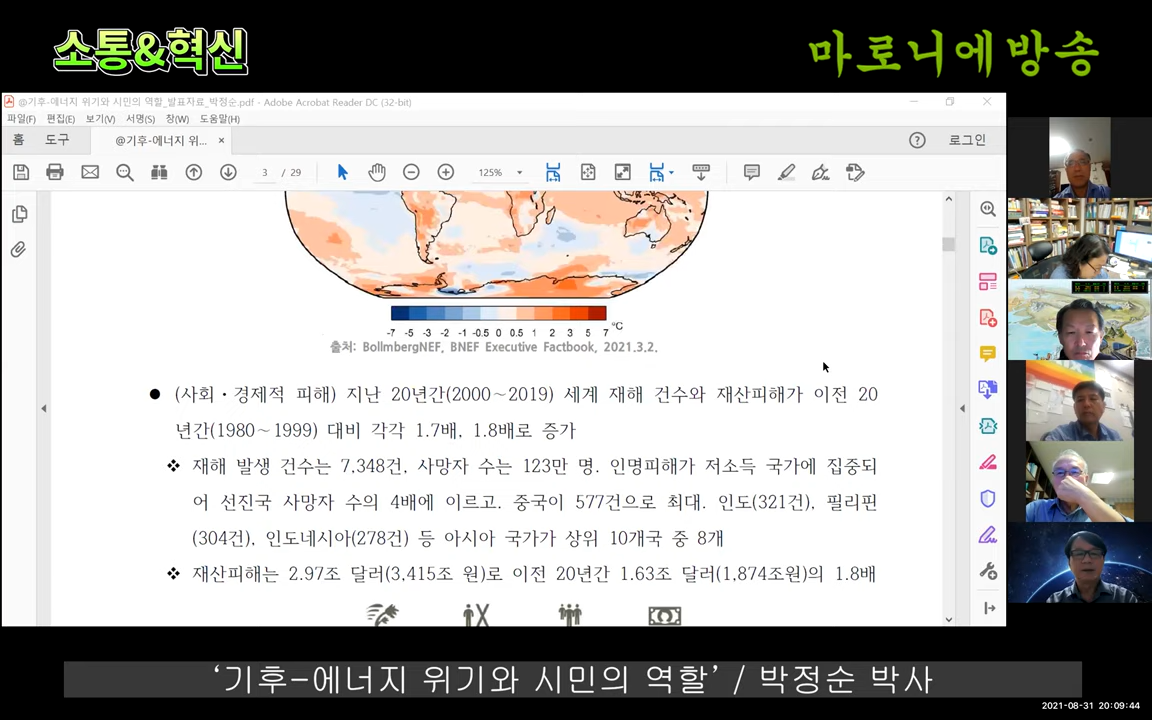 소통&혁신
마로니에방송
@기후-에너지 위기와 시민의 역할_발표자료_박정순.pdf - Adobe Acrobat Reader DC (32-bit)
파일(F) 편집(E) 보기(V) 서명(S) 창(W) 도움말(H)
홈 도구 @기후-에너지 위... × 로그인
3 / 29 125%
-7 -5 -3 -2 -1 -0.5 0 0.5 1 2 3 5 7 °C
출처: BollmbergNEF, BNEF Executive Factbook, 2021.3.2.
● (사회·경제적 피해) 지난 20년간(2000~2019) 세계 재해 건수와 재산피해가 이전 20
년간(1980~1999) 대비 각각 1.7배, 1.8배로 증가
❖ 재해 발생 건수는 7,348건, 사망자 수는 123만 명. 인명피해가 저소득 국가에 집중되
어 선진국 사망자 수의 4배에 이르고. 중국이 577건으로 최대. 인도(321건), 필리핀
(304건), 인도네시아(278건) 등 아시아 국가가 상위 10개국 중 8개
❖ 재산피해는 2.97조 달러(3,415조 원)로 이전 20년간 1.63조 달러(1,874조원)의 1.8배
‘기후-에너지 위기와 시민의 역할’ / 박정순 박사
2021-08-31 20:09:44